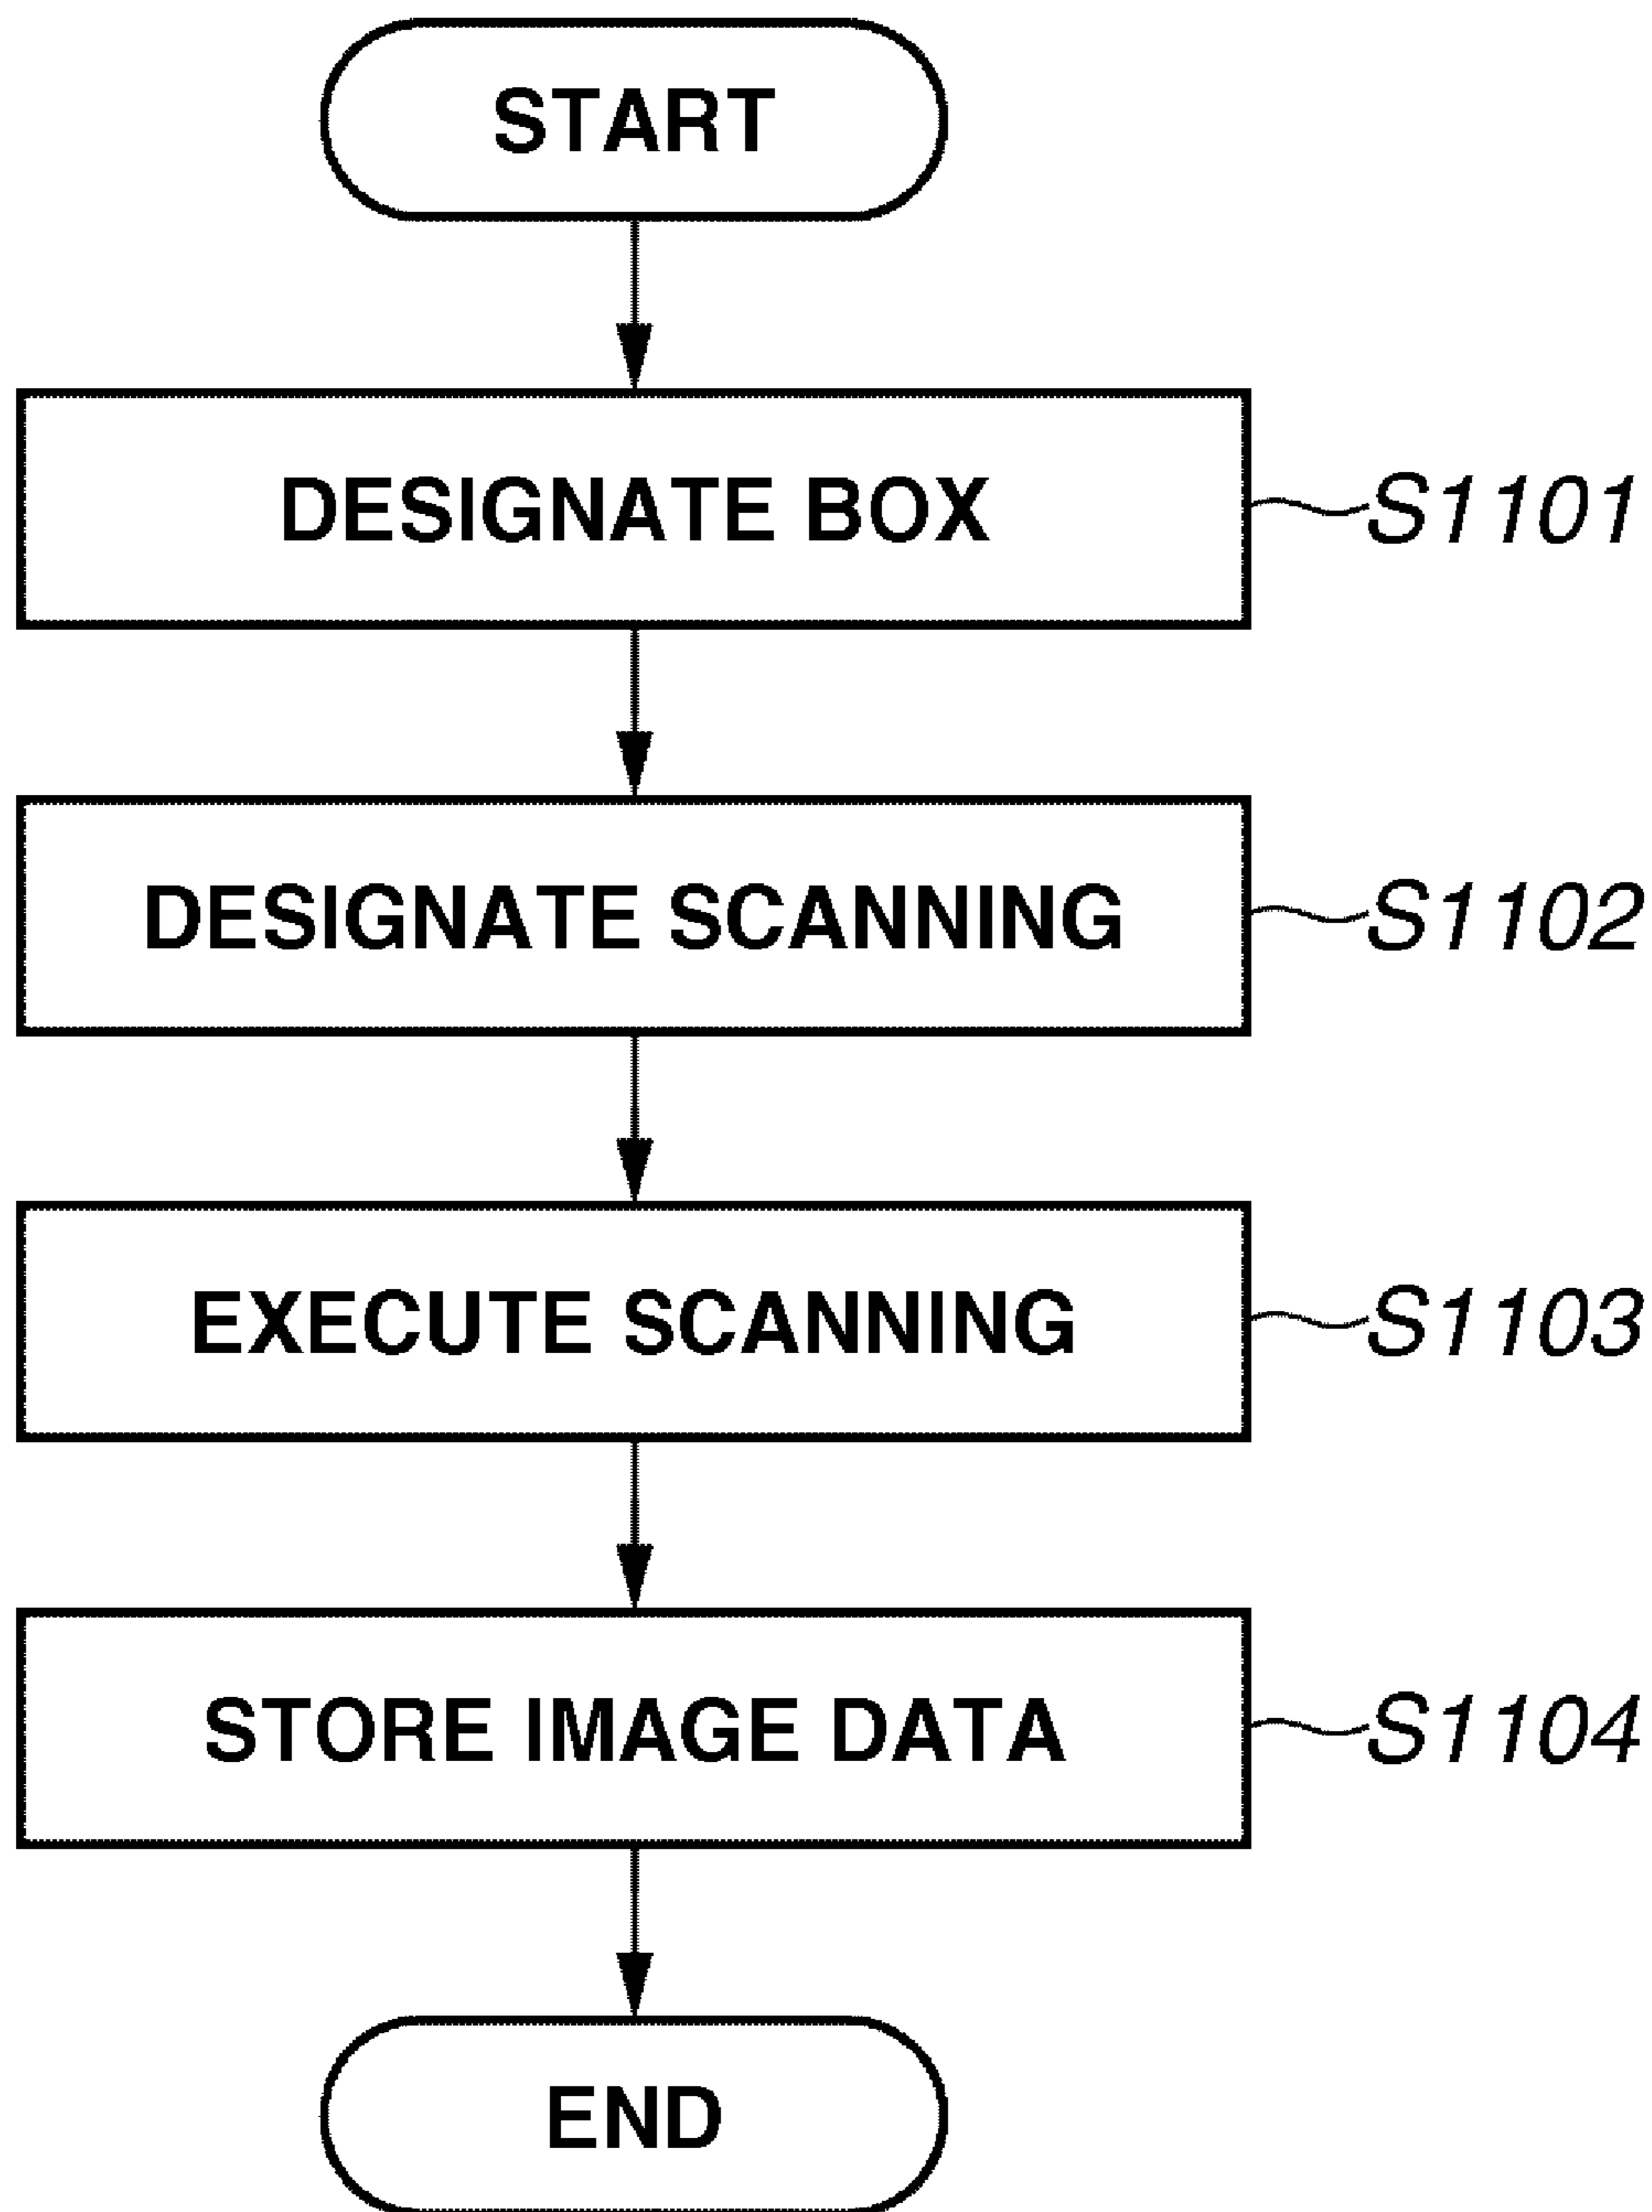 START
DESIGNATE BOX S1101
DESIGNATE SCANNING S1102
EXECUTE SCANNING S1103
STORE IMAGE DATA S1104
END